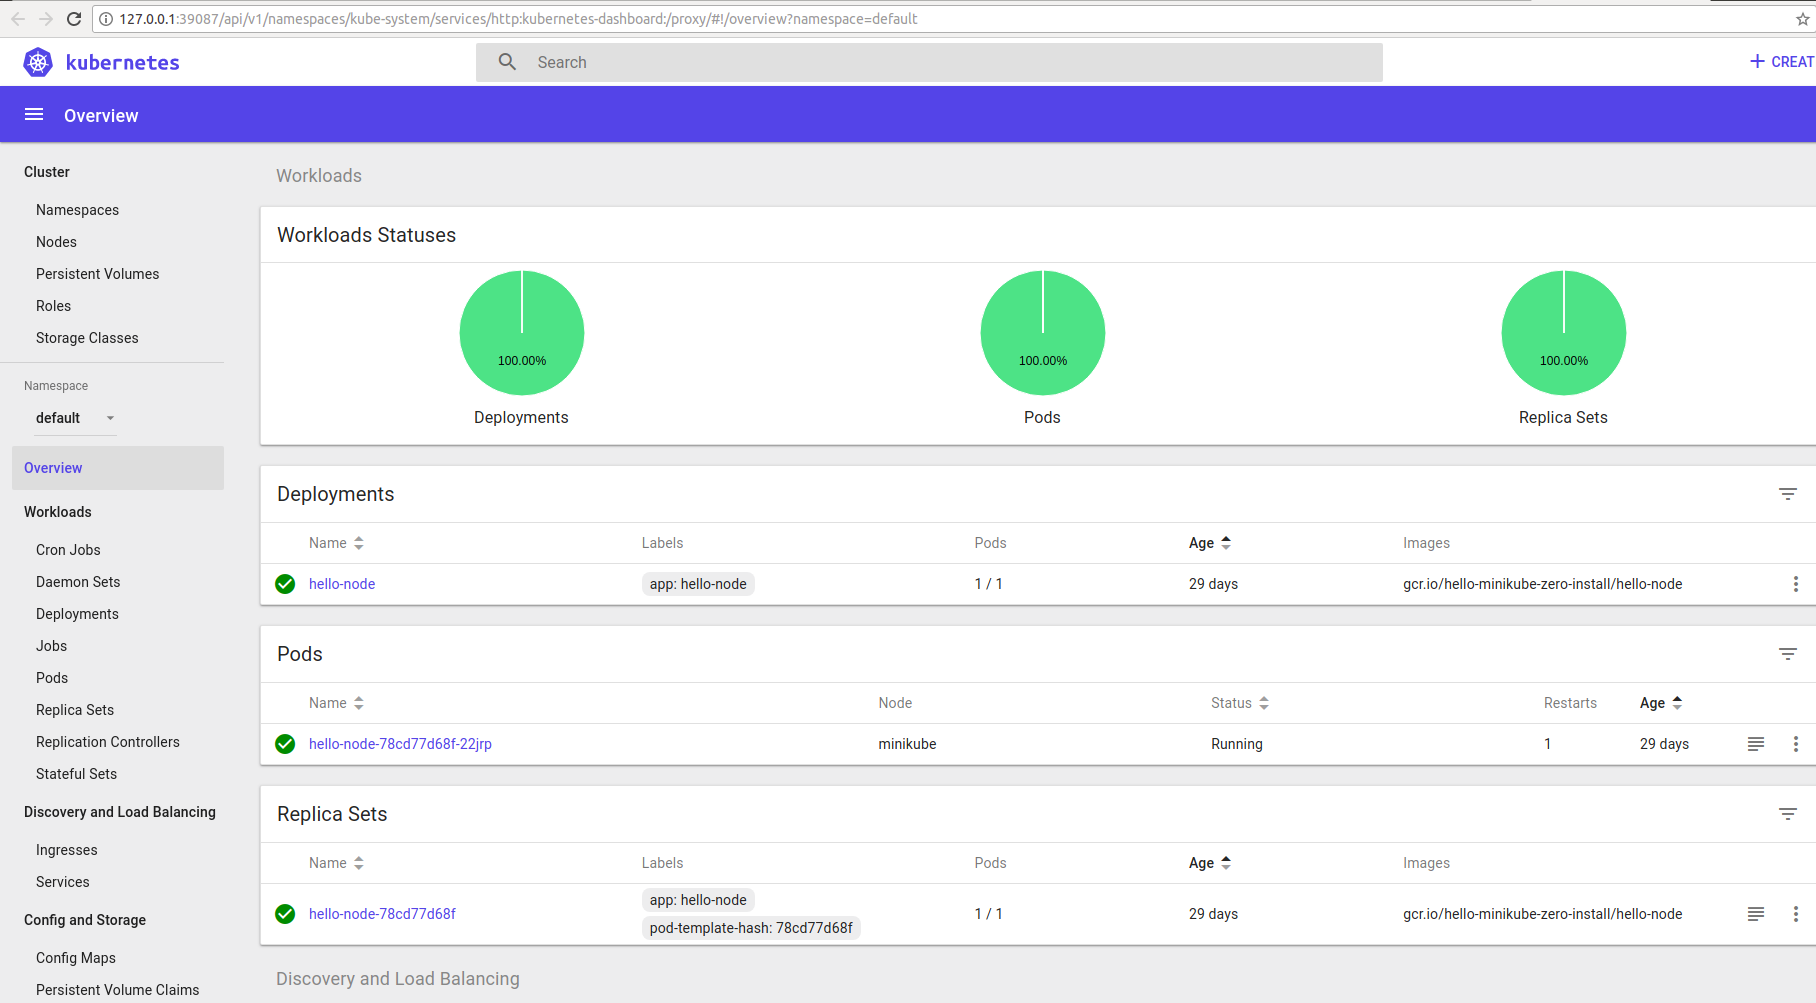 127.0.0.1:39087/api/v1/namespaces/kube-system/services/http:kubernetes-dashboard:/proxy/#!/overview?namespace=default
kubernetes
Search
+ CREAT
Overview
Cluster
Namespaces
Nodes
Persistent Volumes
Roles
Storage Classes
Namespace
default
Overview
Workloads
Cron Jobs
Daemon Sets
Deployments
Jobs
Pods
Replica Sets
Replication Controllers
Stateful Sets
Discovery and Load Balancing
Ingresses
Services
Config and Storage
Config Maps
Persistent Volume Claims
Workloads
Workloads Statuses
100.00% 100.00% 100.00%
Deployments Pods Replica Sets
Deployments
Name Labels Pods Age Images
hello-node app: hello-node 1 / 1 29 days gcr.io/hello-minikube-zero-install/hello-node
Pods
Name Node Status Restarts Age
hello-node-78cd77d68f-22jrp minikube Running 1 29 days
Replica Sets
Name Labels Pods Age Images
hello-node-78cd77d68f app: hello-node 1 / 1 29 days gcr.io/hello-minikube-zero-install/hello-node
pod-template-hash: 78cd77d68f
Discovery and Load Balancing